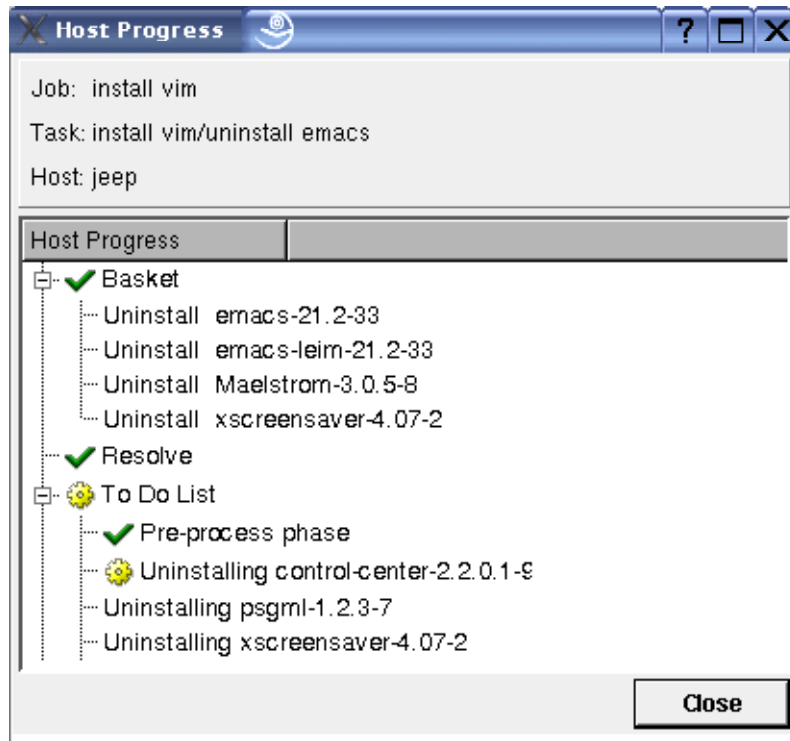 Host Progress
Job: install vim
Task: install vim/uninstall emacs
Host: jeep
Host Progress
Basket
Uninstall emacs-21.2-33
Uninstall emacs-leim-21.2-33
Uninstall Maelstrom-3.0.5-8
Uninstall xscreensaver-4.07-2
Resolve
To Do List
Pre-process phase
Uninstalling control-center-2.2.0.1-9
Uninstalling psgml-1.2.3-7
Uninstalling xscreensaver-4.07-2
Close